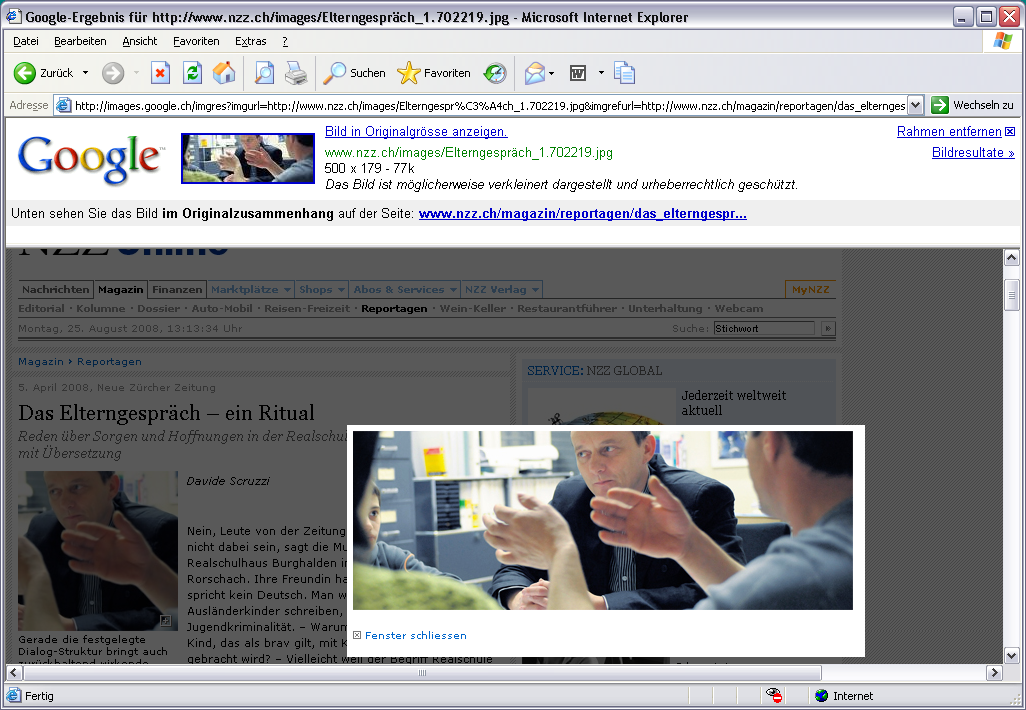 Google-Ergebnis für http://www.nzz.ch/images/Elterngespräch_1.702219.jpg - Microsoft Internet Explorer
Datei Bearbeiten Ansicht Favoriten Extras ?
Zurück Suchen Favoriten
Adresse http://images.google.ch/imgres?imgurl=http://www.nzz.ch/images/Elterngespr%C3%A4ch_1.702219.jpg&imgrefurl=http://www.nzz.ch/magazin/reportagen/das_elternges Wechseln zu
Google™
Bild in Originalgrösse anzeigen. Rahmen entfernen
www.nzz.ch/images/Elterngespräch_1.702219.jpg Bildresultate »
500 x 179 - 77k
Das Bild ist möglicherweise verkleinert dargestellt und urheberrechtlich geschützt.
Unten sehen Sie das Bild im Originalzusammenhang auf der Seite: www.nzz.ch/magazin/reportagen/das_elterngespr...
NZZ Online
Nachrichten Magazin Finanzen Marktplätze Shops Abos & Services NZZ Verlag MyNZZ
Editorial · Kolumne · Dossier · Auto-Mobil · Reisen-Freizeit · Reportagen · Wein-Keller · Restaurantführer · Unterhaltung · Webcam
Montag, 25. August 2008, 13:13:34 Uhr Suche: Stichwort »
Magazin › Reportagen
SERVICE: NZZ GLOBAL
5. April 2008, Neue Zürcher Zeitung
Jederzeit weltweit
aktuell
Das Elterngespräch – ein Ritual
Reden über Sorgen und Hoffnungen in der Realschul
mit Übersetzung
Davide Scruzzi
Nein, Leute von der Zeitung
nicht dabei sein, sagt die Mu
Realschulhaus Burghalden i
Rorschach. Ihre Freundin ha
spricht kein Deutsch. Man w
Ausländerkinder schreiben,
Jugendkriminalität. – Warum
Kind, das als brav gilt, mit K
gebracht wird? – Vielleicht weil der Begriff Realschule
Gerade die festgelegte
Dialog-Struktur bringt auch
zurückhaltend wirkende
Fenster schliessen
Fertig Internet